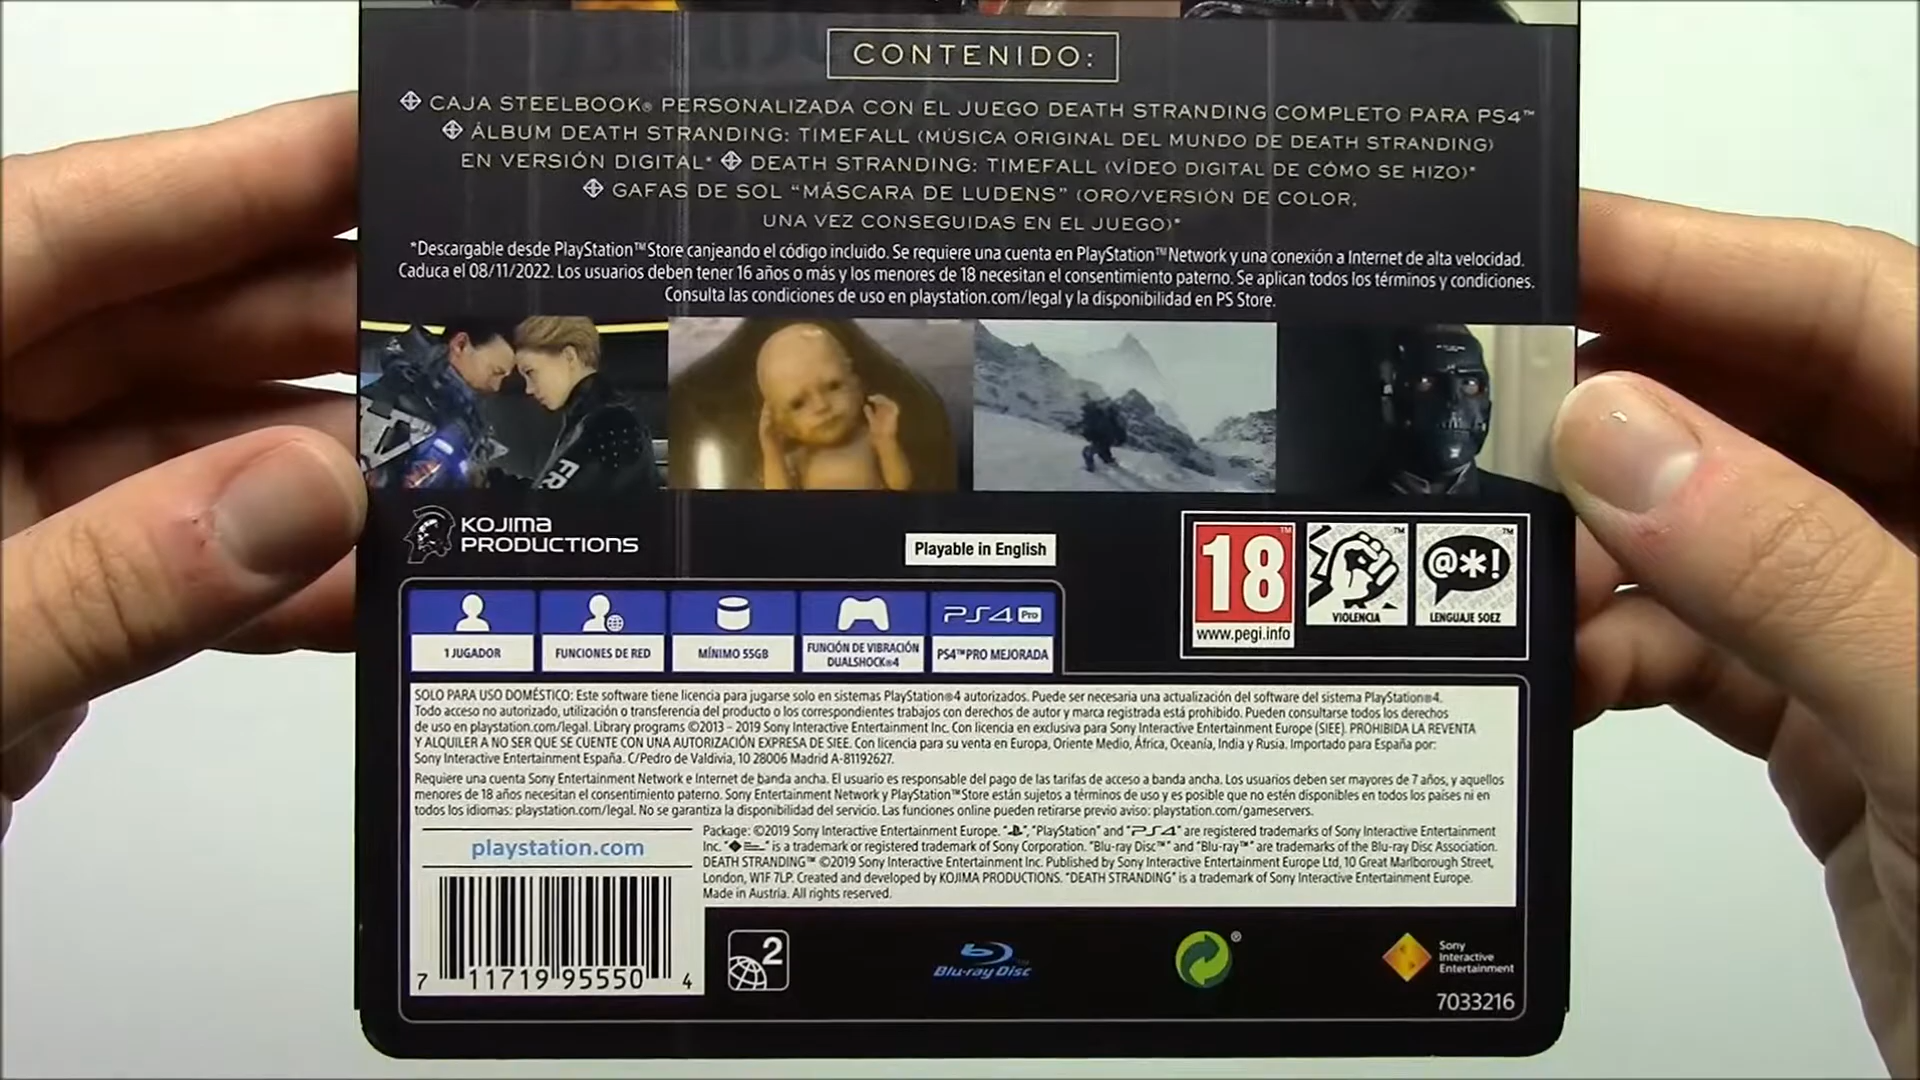 CONTENIDO:
CAJA STEELBOOK® PERSONALIZADA CON EL JUEGO DEATH STRANDING COMPLETO PARA PS4™
ÁLBUM DEATH STRANDING: TIMEFALL (MÚSICA ORIGINAL DEL MUNDO DE DEATH STRANDING)
EN VERSIÓN DIGITAL* DEATH STRANDING: TIMEFALL (VÍDEO DIGITAL DE CÓMO SE HIZO)*
GAFAS DE SOL “MÁSCARA DE LUDENS” (ORO/VERSIÓN DE COLOR,
UNA VEZ CONSEGUIDAS EN EL JUEGO)*
*Descargable desde PlayStation™Store canjeando el código incluido. Se requiere una cuenta en PlayStation™Network y una conexión a Internet de alta velocidad.
Caduca el 08/11/2022. Los usuarios deben tener 16 años o más y los menores de 18 necesitan el consentimiento paterno. Se aplican todos los términos y condiciones.
Consulta las condiciones de uso en playstation.com/legal y la disponibilidad en PS Store.
FR
KOJIMA
PRODUCTIONS
Playable in English
18™
www.pegi.info
™
VIOLENCIA
@*!™
LENGUAJE SOEZ
1 JUGADOR
FUNCIONES DE RED
MÍNIMO 55GB
FUNCIÓN DE VIBRACIÓN
DUALSHOCK®4
PS4 Pro
PS4™PRO MEJORADA
SOLO PARA USO DOMÉSTICO: Este software tiene licencia para jugarse solo en sistemas PlayStation®4 autorizados. Puede ser necesaria una actualización del software del sistema PlayStation®4.
Todo acceso no autorizado, utilización o transferencia del producto o los correspondientes trabajos con derechos de autor y marca registrada está prohibido. Pueden consultarse todos los derechos
de uso en playstation.com/legal. Library programs ©2013 – 2019 Sony Interactive Entertainment Inc. Con licencia en exclusiva para Sony Interactive Entertainment Europe (SIEE). PROHIBIDA LA REVENTA
Y ALQUILER A NO SER QUE SE CUENTE CON UNA AUTORIZACIÓN EXPRESA DE SIEE. Con licencia para su venta en Europa, Oriente Medio, África, Oceanía, India y Rusia. Importado para España por:
Sony Interactive Entertainment España. C/Pedro de Valdivia, 10 28006 Madrid A-81192627.
Requiere una cuenta Sony Entertainment Network e Internet de banda ancha. El usuario es responsable del pago de las tarifas de acceso a banda ancha. Los usuarios deben ser mayores de 7 años, y aquellos
menores de 18 años necesitan el consentimiento paterno. Sony Entertainment Network y PlayStation™Store están sujetos a términos de uso y es posible que no estén disponibles en todos los países ni en
todos los idiomas: playstation.com/legal. No se garantiza la disponibilidad del servicio. Las funciones online pueden retirarse previo aviso: playstation.com/gameservers.
playstation.com
Package: ©2019 Sony Interactive Entertainment Europe. “ ”, “PlayStation” and “PS4” are registered trademarks of Sony Interactive Entertainment
Inc. “ ” is a trademark or registered trademark of Sony Corporation. “Blu-ray Disc™” and “Blu-ray™” are trademarks of the Blu-ray Disc Association.
DEATH STRANDING™ ©2019 Sony Interactive Entertainment Inc. Published by Sony Interactive Entertainment Europe Ltd, 10 Great Marlborough Street,
London, W1F 7LP. Created and developed by KOJIMA PRODUCTIONS. “DEATH STRANDING” is a trademark of Sony Interactive Entertainment Europe.
Made in Austria. All rights reserved.
7 11719 95550 4
2
Blu-ray Disc™
®
Sony
Interactive
Entertainment
7033216